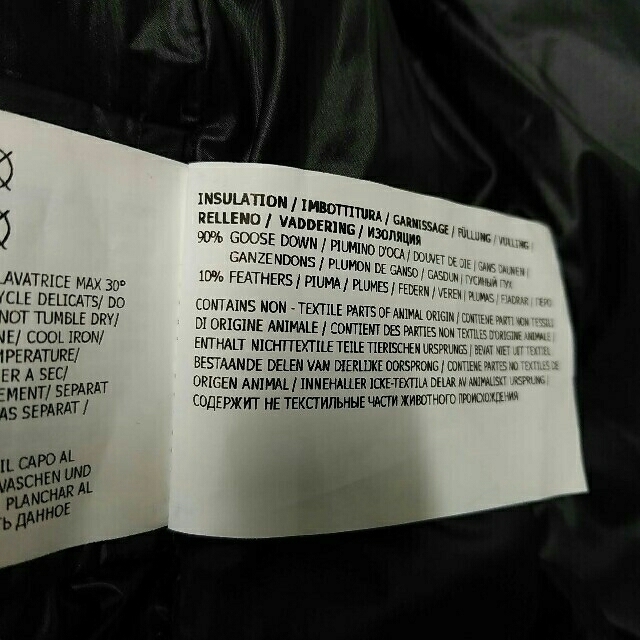 LAVATRICE MAX 30°
CYCLE DELICATS/ DO
NOT TUMBLE DRY/
NE/ COOL IRON/
MPERATURE/
ER A SEC/
EMENT/ SEPARAT
AS SEPARAT /
IL CAPO AL
WASCHEN UND
PLANCHAR AL
ТЬ ДАННОЕ
INSULATION / IMBOTTITURA / GARNISSAGE / FÜLLUNG / VULLING /
RELLENO / VADDERING / ИЗОЛЯЦИЯ
90% GOOSE DOWN / PIUMINO D'OCA / DOUVET DE OIE / GANS DAUNEN /
GANZENDONS / PLUMON DE GANSO / GASDUN / ГУСИНЫЙ ПУХ
10% FEATHERS / PIUMA / PLUMES / FEDERN / VEREN / PLUMAS / FJÄDRAR / ПЕРО
CONTAINS NON - TEXTILE PARTS OF ANIMAL ORIGIN / CONTIENE PARTI NON TESSILI
DI ORIGINE ANIMALE / CONTIENT DES PARTIES NON TEXTILES D'ORIGINE ANIMALE /
ENTHALT NICHTTEXTILE TEILE TIERISCHEN URSPRUNGS / BEVAT NIET UIT TEXTIEL
BESTAANDE DELEN VAN DIERLIJKE OORSPRONG / CONTIENE PARTES NO TEXTILES DE
ORIGEN ANIMAL / INNEHALLER ICKE-TEXTILA DELAR AV ANIMALISKT URSPRUNG /
СОДЕРЖИТ НЕ ТЕКСТИЛЬНЫЕ ЧАСТИ ЖИВОТНОГО ПРОИСХОЖДЕНИЯ